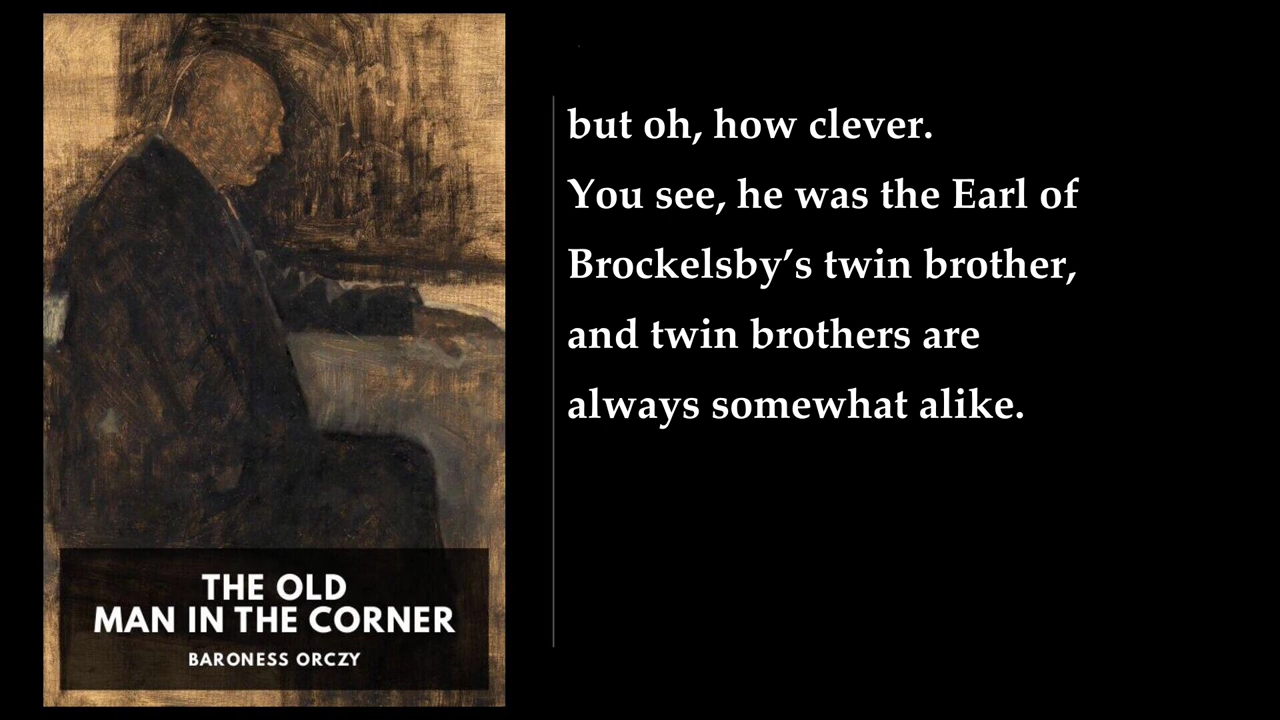 THE OLD
MAN IN THE CORNER
BARONESS ORCZY
but oh, how clever.
You see, he was the Earl of
Brockelsby’s twin brother,
and twin brothers are
always somewhat alike.